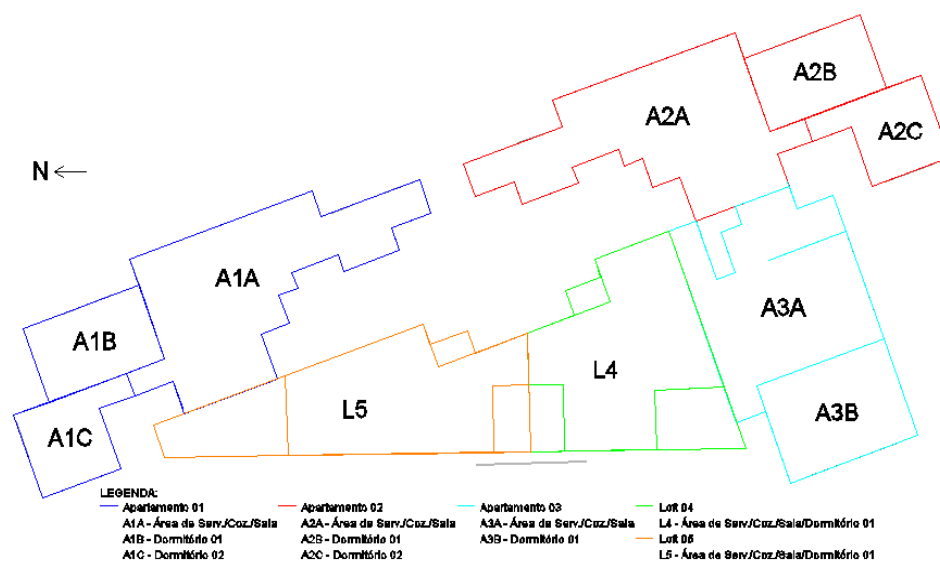 A2B
A2A
A2C
N
A1A
A3A
A1B
L4
L5
A3B
A1C
LEGENDA:
Apartamento 01
A1A - Área de Serv./Coz./Sala
A1B - Dormitório 01
A1C - Dormitório 02
Apartamento 02
A2A - Área de Serv./Coz./Sala
A2B - Dormitório 01
A2C - Dormitório 02
Apartamento 03
A3A - Área de Serv./Coz./Sala
A3B - Dormitório 01
Loft 04
L4 - Área de Serv./Coz./Sala/Dormitório 01
Loft 05
L5 - Área de Serv./Coz./Sala/Dormitório 01